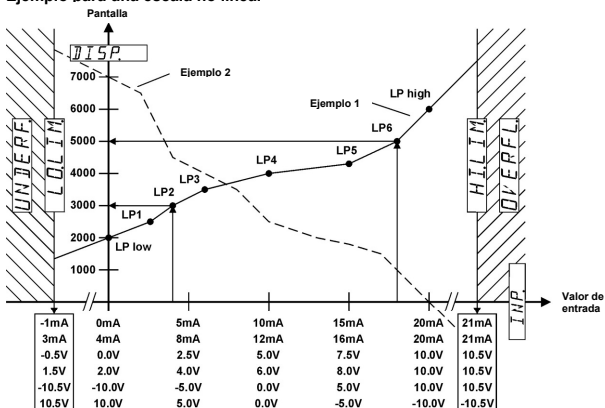 Ejemplo para una escala no lineal
Pantalla
DISP.
7000
Ejemplo 2
LP high
6000
Ejemplo 1
LP6
5000
LP5
LP4
4000
LP3
LP2
3000
LP1
2000
LP low
1000
UNDERF.
LO.LIM.
HI.LIM.
OVERFL.
INP.
Valor de
entrada
-1mA 0mA 5mA 10mA 15mA 20mA 21mA
3mA 4mA 8mA 12mA 16mA 20mA 21mA
-0.5V 0.0V 2.5V 5.0V 7.5V 10.0V 10.5V
1.5V 2.0V 4.0V 6.0V 8.0V 10.0V 10.5V
-10.5V -10.0V -5.0V 0.0V 5.0V 10.0V 10.5V
10.5V 10.0V 5.0V 0.0V -5.0V -10.0V -10.5V